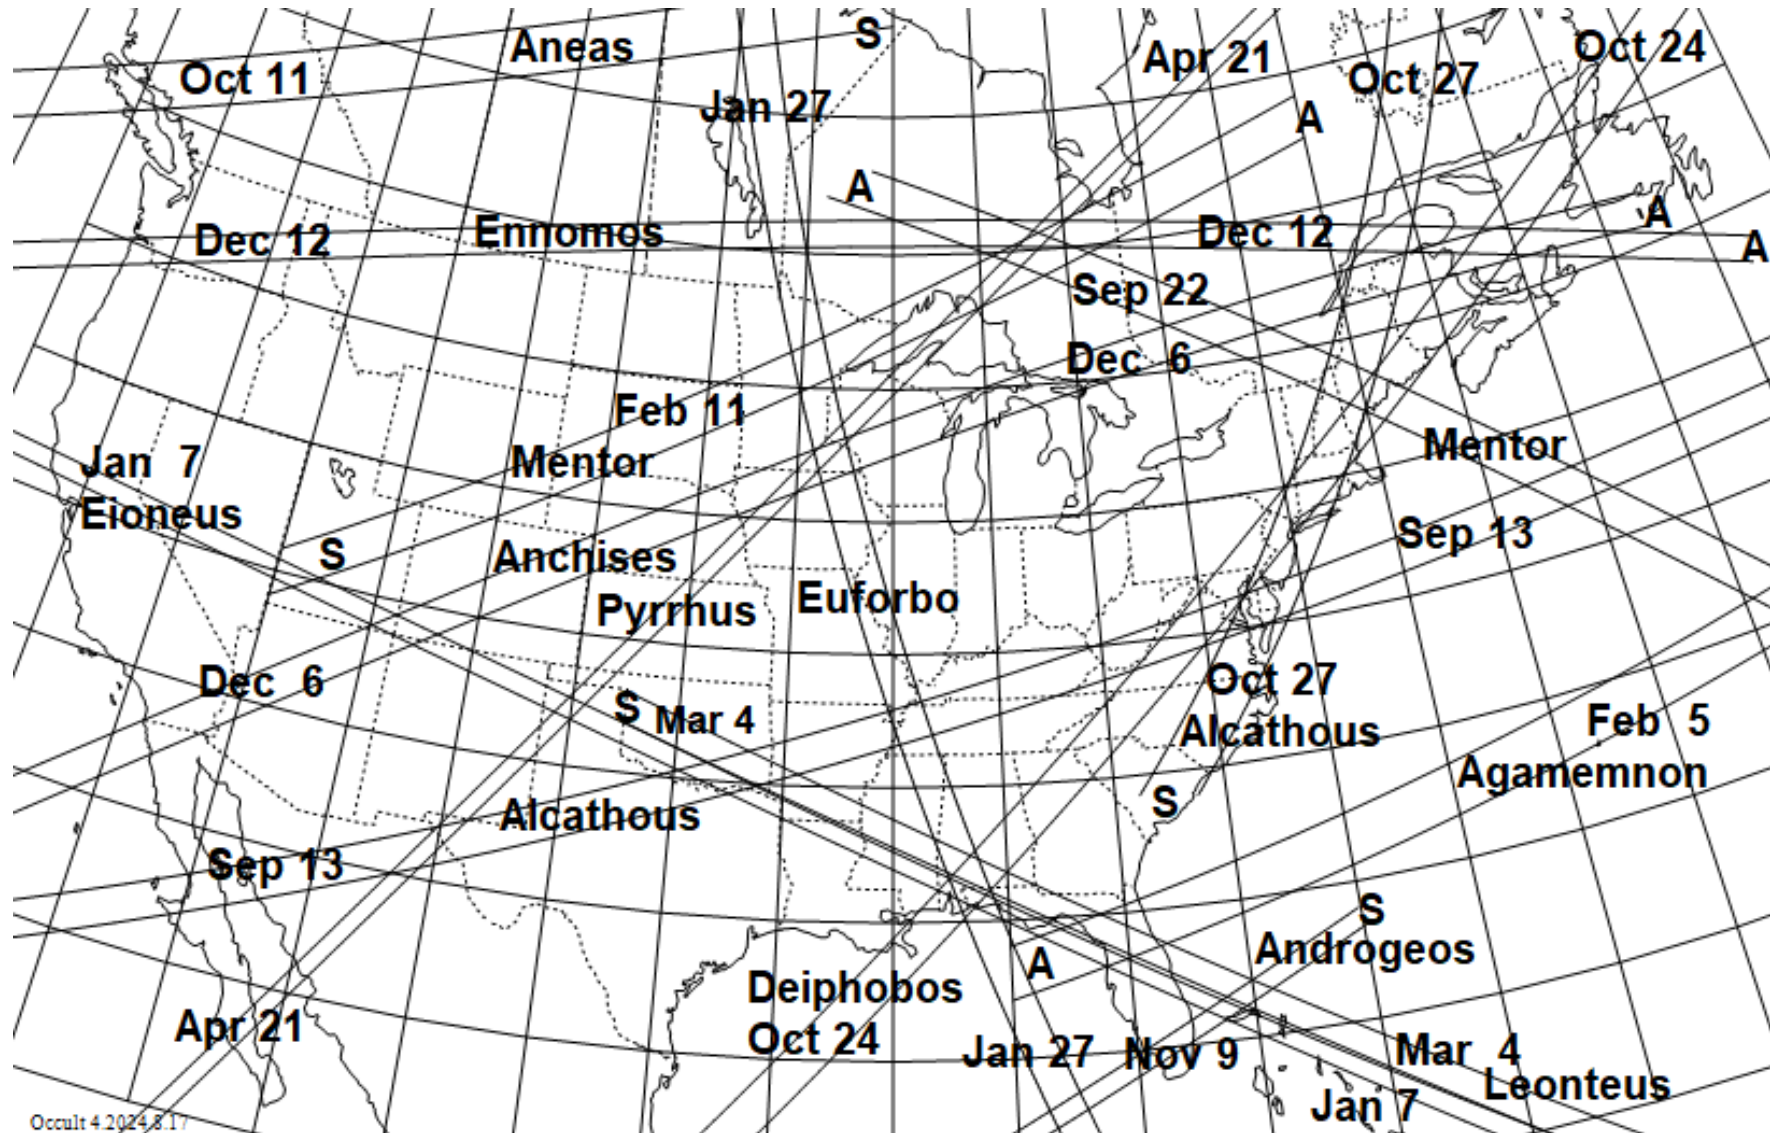 S
Aneas
Oct 24
Apr 21
Oct 11
Oct 27
Jan 27
A
A
A
Ennomos
Dec 12
Dec 12
A
Sep 22
Dec 6
Feb 11
Mentor
Jan 7
Mentor
Eioneus
Sep 13
S
Anchises
Euforbo
Pyrrhus
Dec 6
Oct 27
S
Mar 4
Feb 5
Alcathous
Agamemnon
S
Alcathous
Sep 13
S
Androgeos
A
Deiphobos
Apr 21
Oct 24
Jan 27
Nov 9
Mar 4
Leonteus
Jan 7
Occult 4.2024.8.17